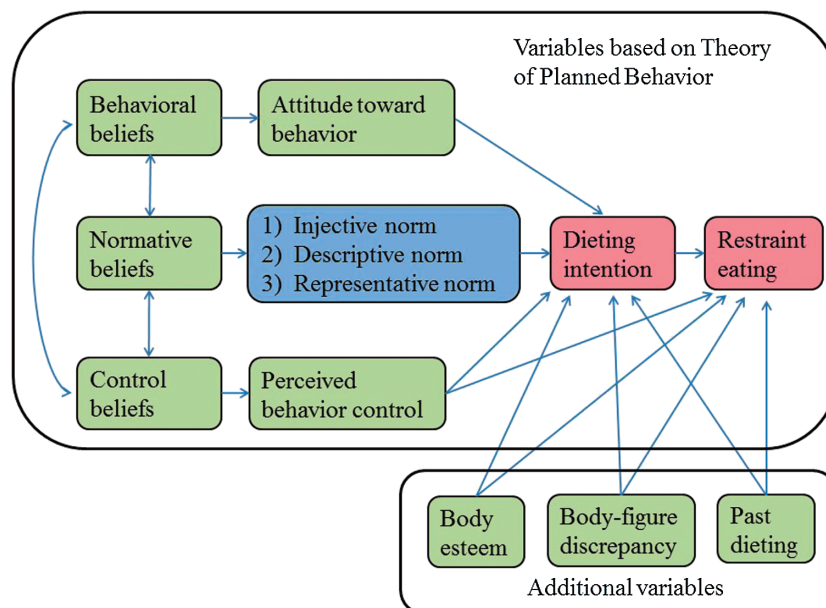 Variables based on Theory
of Planned Behavior
Behavioral
beliefs
Attitude toward
behavior
Normative
beliefs
1) Injective norm
2) Descriptive norm
3) Representative norm
Dieting
intention
Restraint
eating
Control
beliefs
Perceived
behavior control
Body
esteem
Body-figure
discrepancy
Past
dieting
Additional variables